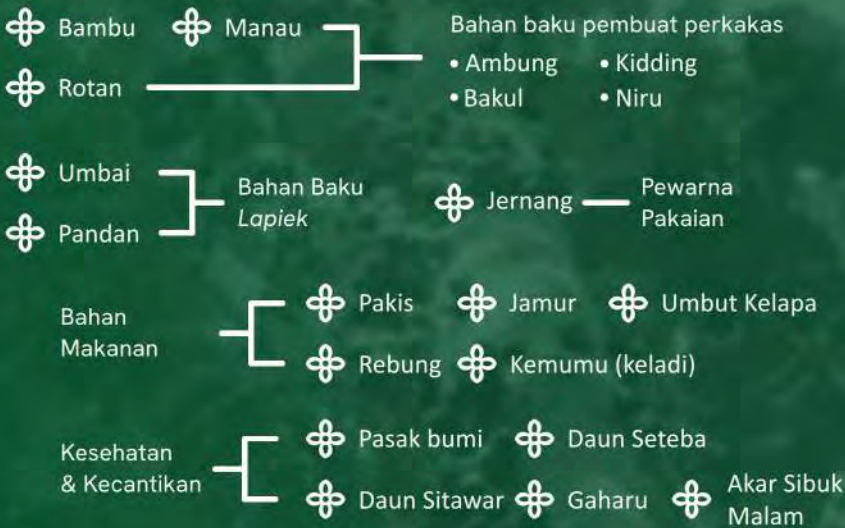 Bambu Manau
Rotan
Bahan baku pembuat perkakas
• Ambung • Kidding
• Bakul • Niru
Umbai
Pandan
Bahan Baku
Lapiek
Jernang
Pewarna
Pakaian
Bahan
Makanan
Pakis Jamur Umbut Kelapa
Rebung Kemumu (keladi)
Kesehatan
& Kecantikan
Pasak bumi Daun Seteba
Daun Sitawar Gaharu Akar Sibuk
Malam